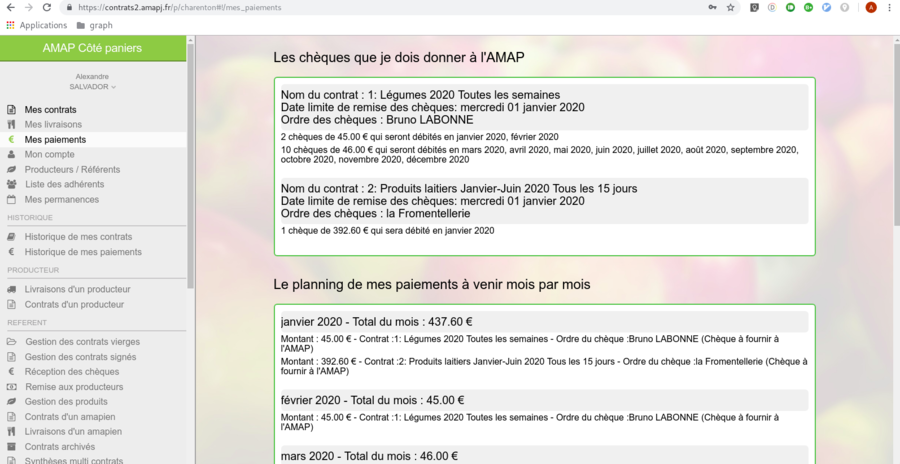 https://contrats2.amapj.fr/p/charenton#!/mes_paiements
A
Applications
graph
AMAP Côté paniers
Alexandre
SALVADOR
Mes contrats
Mes livraisons
€ Mes paiements
Mon compte
Producteurs / Référents
Liste des adhérents
Mes permanences
HISTORIQUE
Historique de mes contrats
€ Historique de mes paiements
PRODUCTEUR
Livraisons d'un producteur
Contrats d'un producteur
REFERENT
Gestion des contrats vierges
Gestion des contrats signés
€ Réception des chèques
Remise aux producteurs
Gestion des produits
Contrats d'un amapien
Livraisons d'un amapien
Contrats archivés
Synthèses multi contrats
Les chèques que je dois donner à l'AMAP
Nom du contrat : 1: Légumes 2020 Toutes les semaines
Date limite de remise des chèques: mercredi 01 janvier 2020
Ordre des chèques : Bruno LABONNE
2 chèques de 45.00 € qui seront débités en janvier 2020, février 2020
10 chèques de 46.00 € qui seront débités en mars 2020, avril 2020, mai 2020, juin 2020, juillet 2020, août 2020, septembre 2020,
octobre 2020, novembre 2020, décembre 2020
Nom du contrat : 2: Produits laitiers Janvier-Juin 2020 Tous les 15 jours
Date limite de remise des chèques: mercredi 01 janvier 2020
Ordre des chèques : la Fromentellerie
1 chèque de 392.60 € qui sera débité en janvier 2020
Le planning de mes paiements à venir mois par mois
janvier 2020 - Total du mois : 437.60 €
Montant : 45.00 € - Contrat :1: Légumes 2020 Toutes les semaines - Ordre du chèque :Bruno LABONNE (Chèque à fournir à
l'AMAP)
Montant : 392.60 € - Contrat :2: Produits laitiers Janvier-Juin 2020 Tous les 15 jours - Ordre du chèque :la Fromentellerie (Chèque à
fournir à l'AMAP)
février 2020 - Total du mois : 45.00 €
Montant : 45.00 € - Contrat :1: Légumes 2020 Toutes les semaines - Ordre du chèque :Bruno LABONNE (Chèque à fournir à
l'AMAP)
mars 2020 - Total du mois : 46.00 €